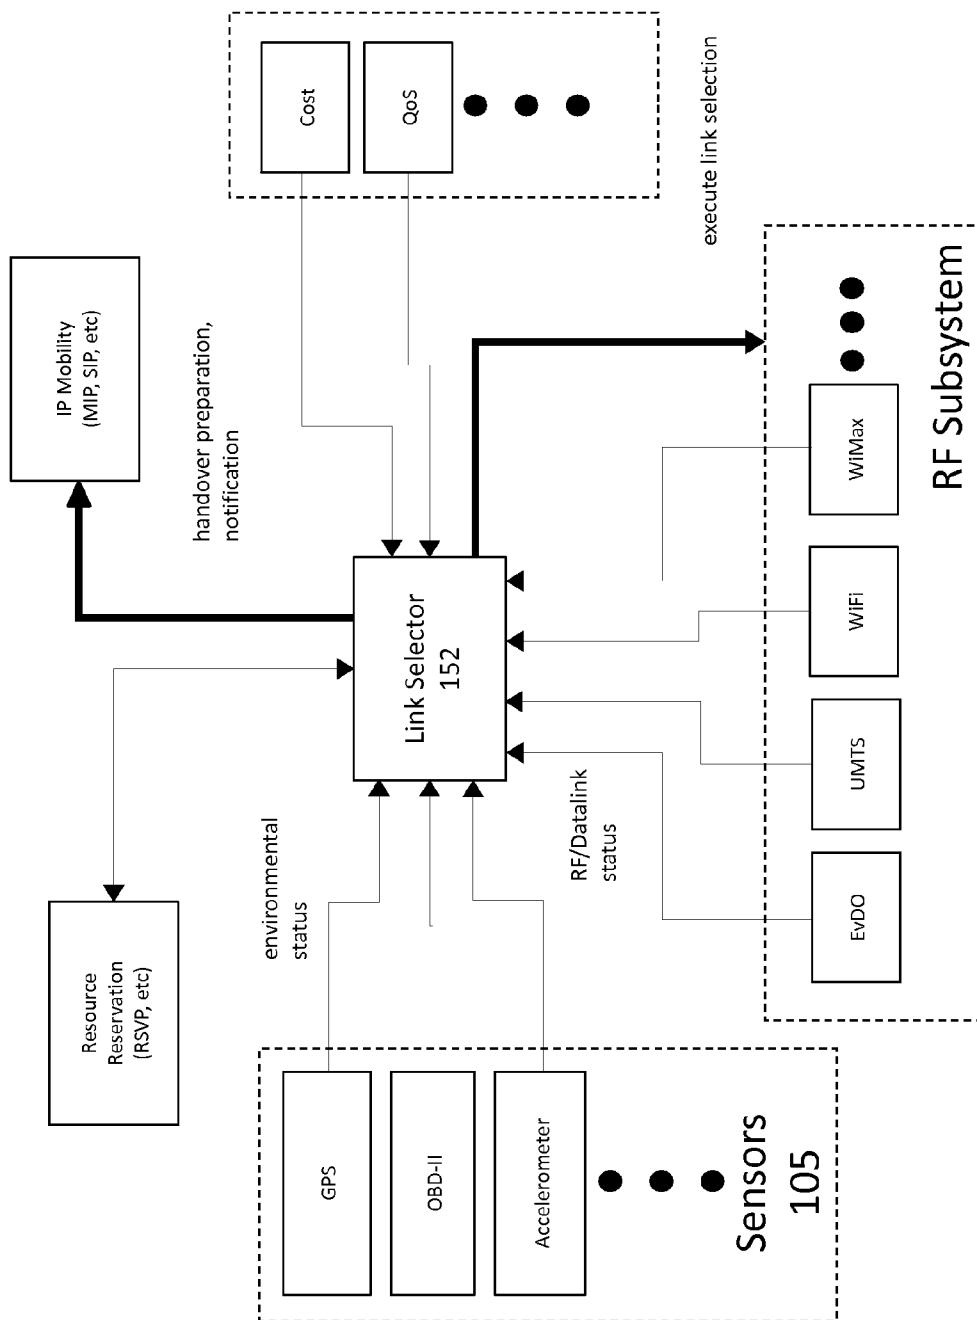 Resource
Reservation
(RSVP, etc)
IP Mobility
(MIP, SIP, etc)
handover preparation,
notification
environmental
status
GPS
OBD-II
Accelerometer
Sensors
105
Link Selector
152
Cost
QoS
RF/Datalink
status
execute link selection
EvDO
UMTS
WiFi
WiMax
RF Subsystem